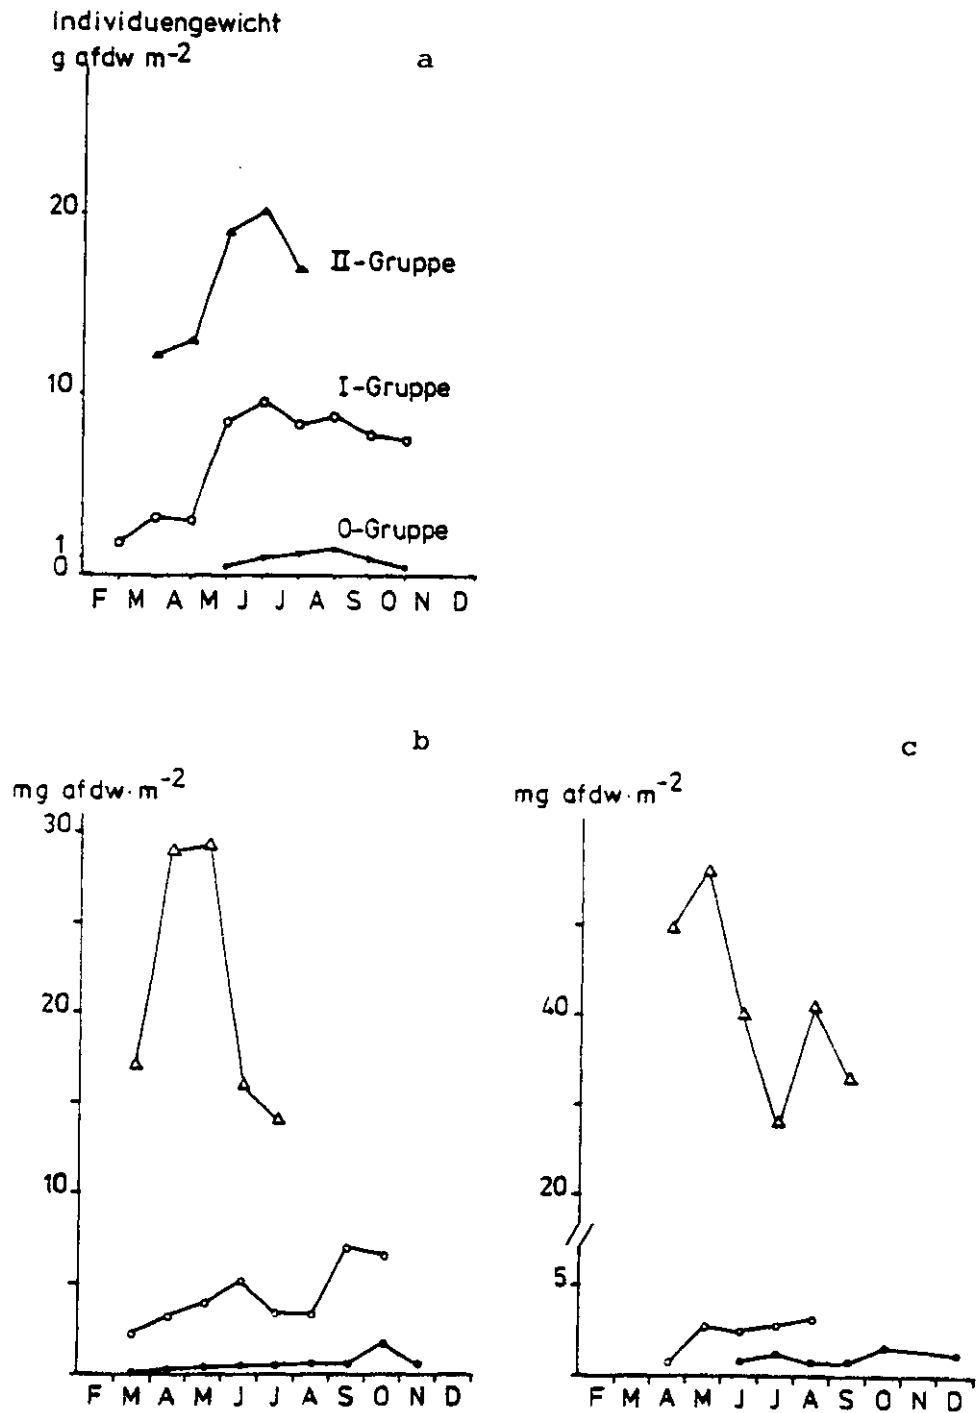 Individuengewicht
g afdw m⁻²
a
20
II-Gruppe
10
I-Gruppe
0-Gruppe
1
0
F M A M J J A S O N D
b
mg afdw·m⁻²
30
20
10
F M A M J J A S O N D
c
mg afdw·m⁻²
40
20
5
F M A M J J A S O N D